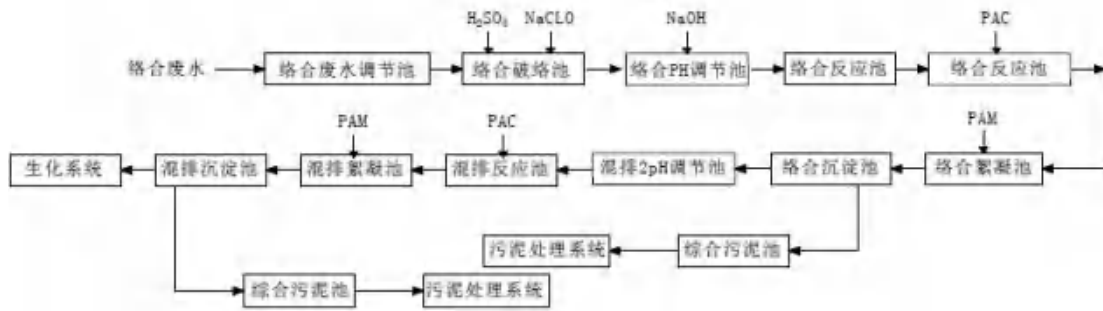 H₂SO₄ NaCLO NaOH PAC
络合废水 络合废水调节池 络合破络池 络合PH调节池 络合反应池 络合反应池
PAM PAC PAM
生化系统 混排沉淀池 混排絮凝池 混排反应池 混排2pH调节池 络合沉淀池 络合絮凝池
污泥处理系统 综合污泥池
综合污泥池 污泥处理系统